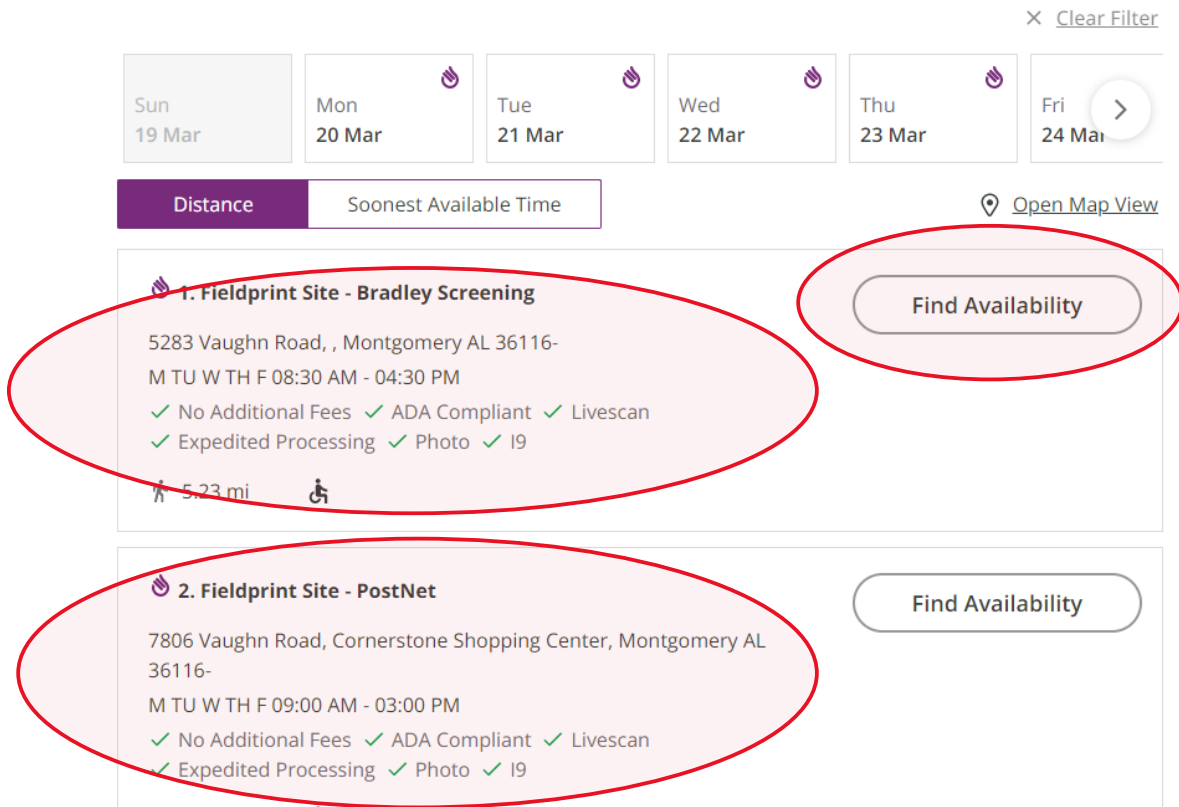 Clear Filter
Sun Mon Tue Wed Thu Fri
19 Mar 20 Mar 21 Mar 22 Mar 23 Mar 24 Mar
Distance Soonest Available Time Open Map View
1. Fieldprint Site - Bradley Screening
Find Availability
5283 Vaughn Road, , Montgomery AL 36116-
M TU W TH F 08:30 AM - 04:30 PM
No Additional Fees ADA Compliant Livescan
Expedited Processing Photo I9
5.23 mi
2. Fieldprint Site - PostNet
Find Availability
7806 Vaughn Road, Cornerstone Shopping Center, Montgomery AL
36116-
M TU W TH F 09:00 AM - 03:00 PM
No Additional Fees ADA Compliant Livescan
Expedited Processing Photo I9